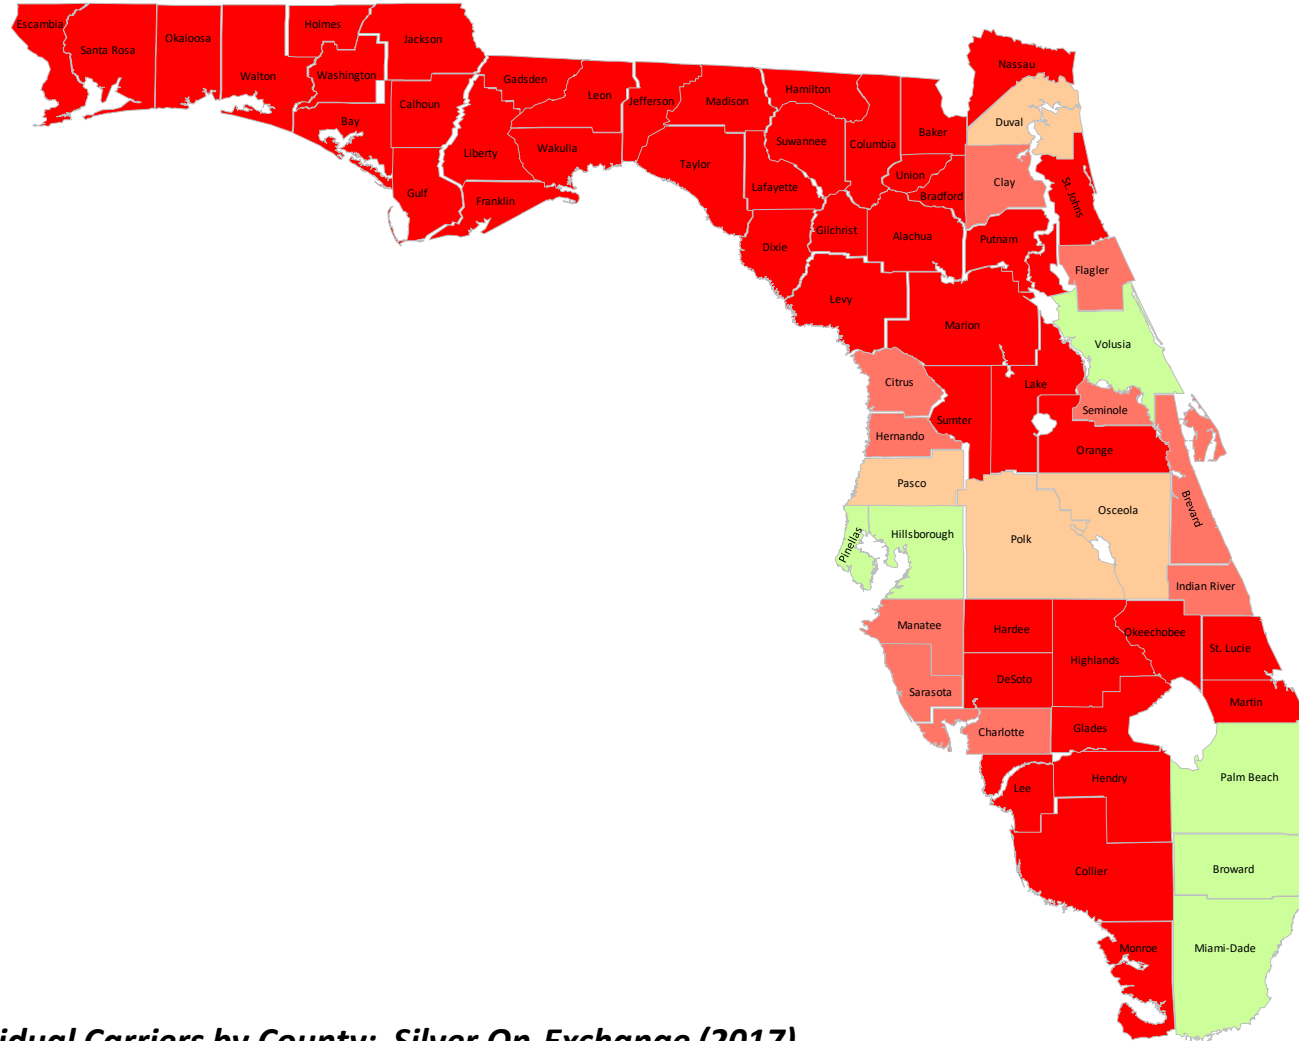 Escambia
Santa Rosa
Okaloosa
Walton
Holmes
Washington
Jackson
Bay
Calhoun
Gulf
Gadsden
Liberty
Leon
Wakulla
Franklin
Jefferson
Madison
Taylor
Hamilton
Suwannee
Lafayette
Dixie
Columbia
Gilchrist
Baker
Union
Bradford
Alachua
Levy
Nassau
Duval
Clay
St. Johns
Putnam
Flagler
Marion
Volusia
Citrus
Sumter
Lake
Seminole
Hernando
Orange
Pasco
Brevard
Pinellas
Hillsborough
Polk
Osceola
Indian River
Manatee
Hardee
Highlands
Okeechobee
St. Lucie
Sarasota
DeSoto
Martin
Charlotte
Glades
Lee
Hendry
Palm Beach
Collier
Broward
Monroe
Miami-Dade
Carriers by County: Silver On-Exchange (2017)